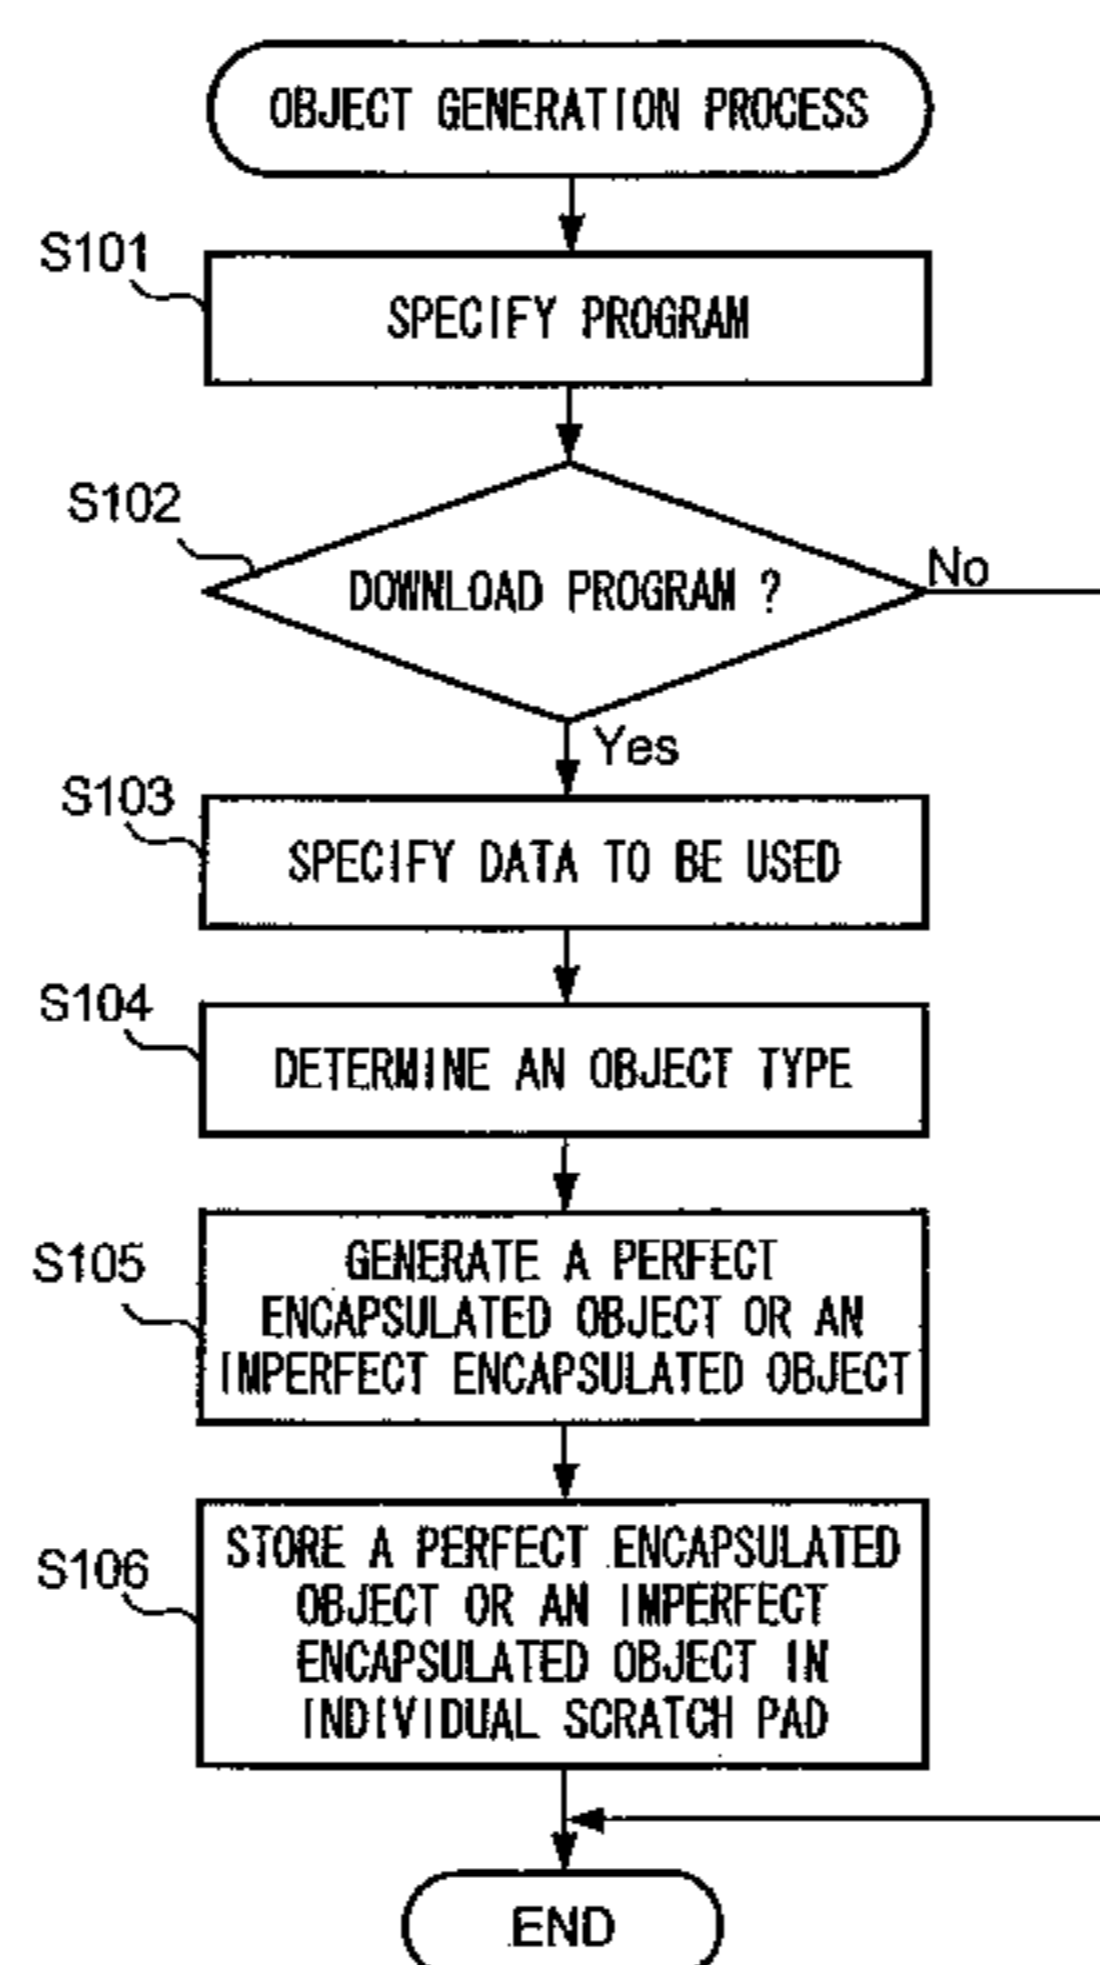 OBJECT GENERATION PROCESS
S101
SPECIFY PROGRAM
S102
DOWNLOAD PROGRAM ?
No
Yes
S103
SPECIFY DATA TO BE USED
S104
DETERMINE AN OBJECT TYPE
S105
GENERATE A PERFECT
ENCAPSULATED OBJECT OR AN
IMPERFECT ENCAPSULATED OBJECT
S106
STORE A PERFECT ENCAPSULATED
OBJECT OR AN IMPERFECT
ENCAPSULATED OBJECT IN
INDIVIDUAL SCRATCH PAD
END